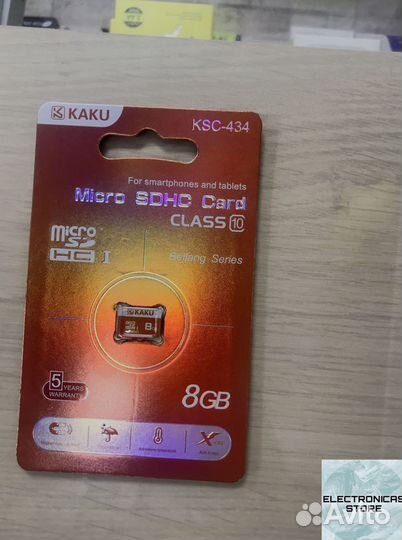 KAKU
KSC-434
For smartphones and tablets
Micro SDHC Card
CLASS 10
micro
SD
HC I
Beifang Series
KAKU
8
5 YEARS
WARRANTY
8GB
ELECTRONICAS
STORE
Avito